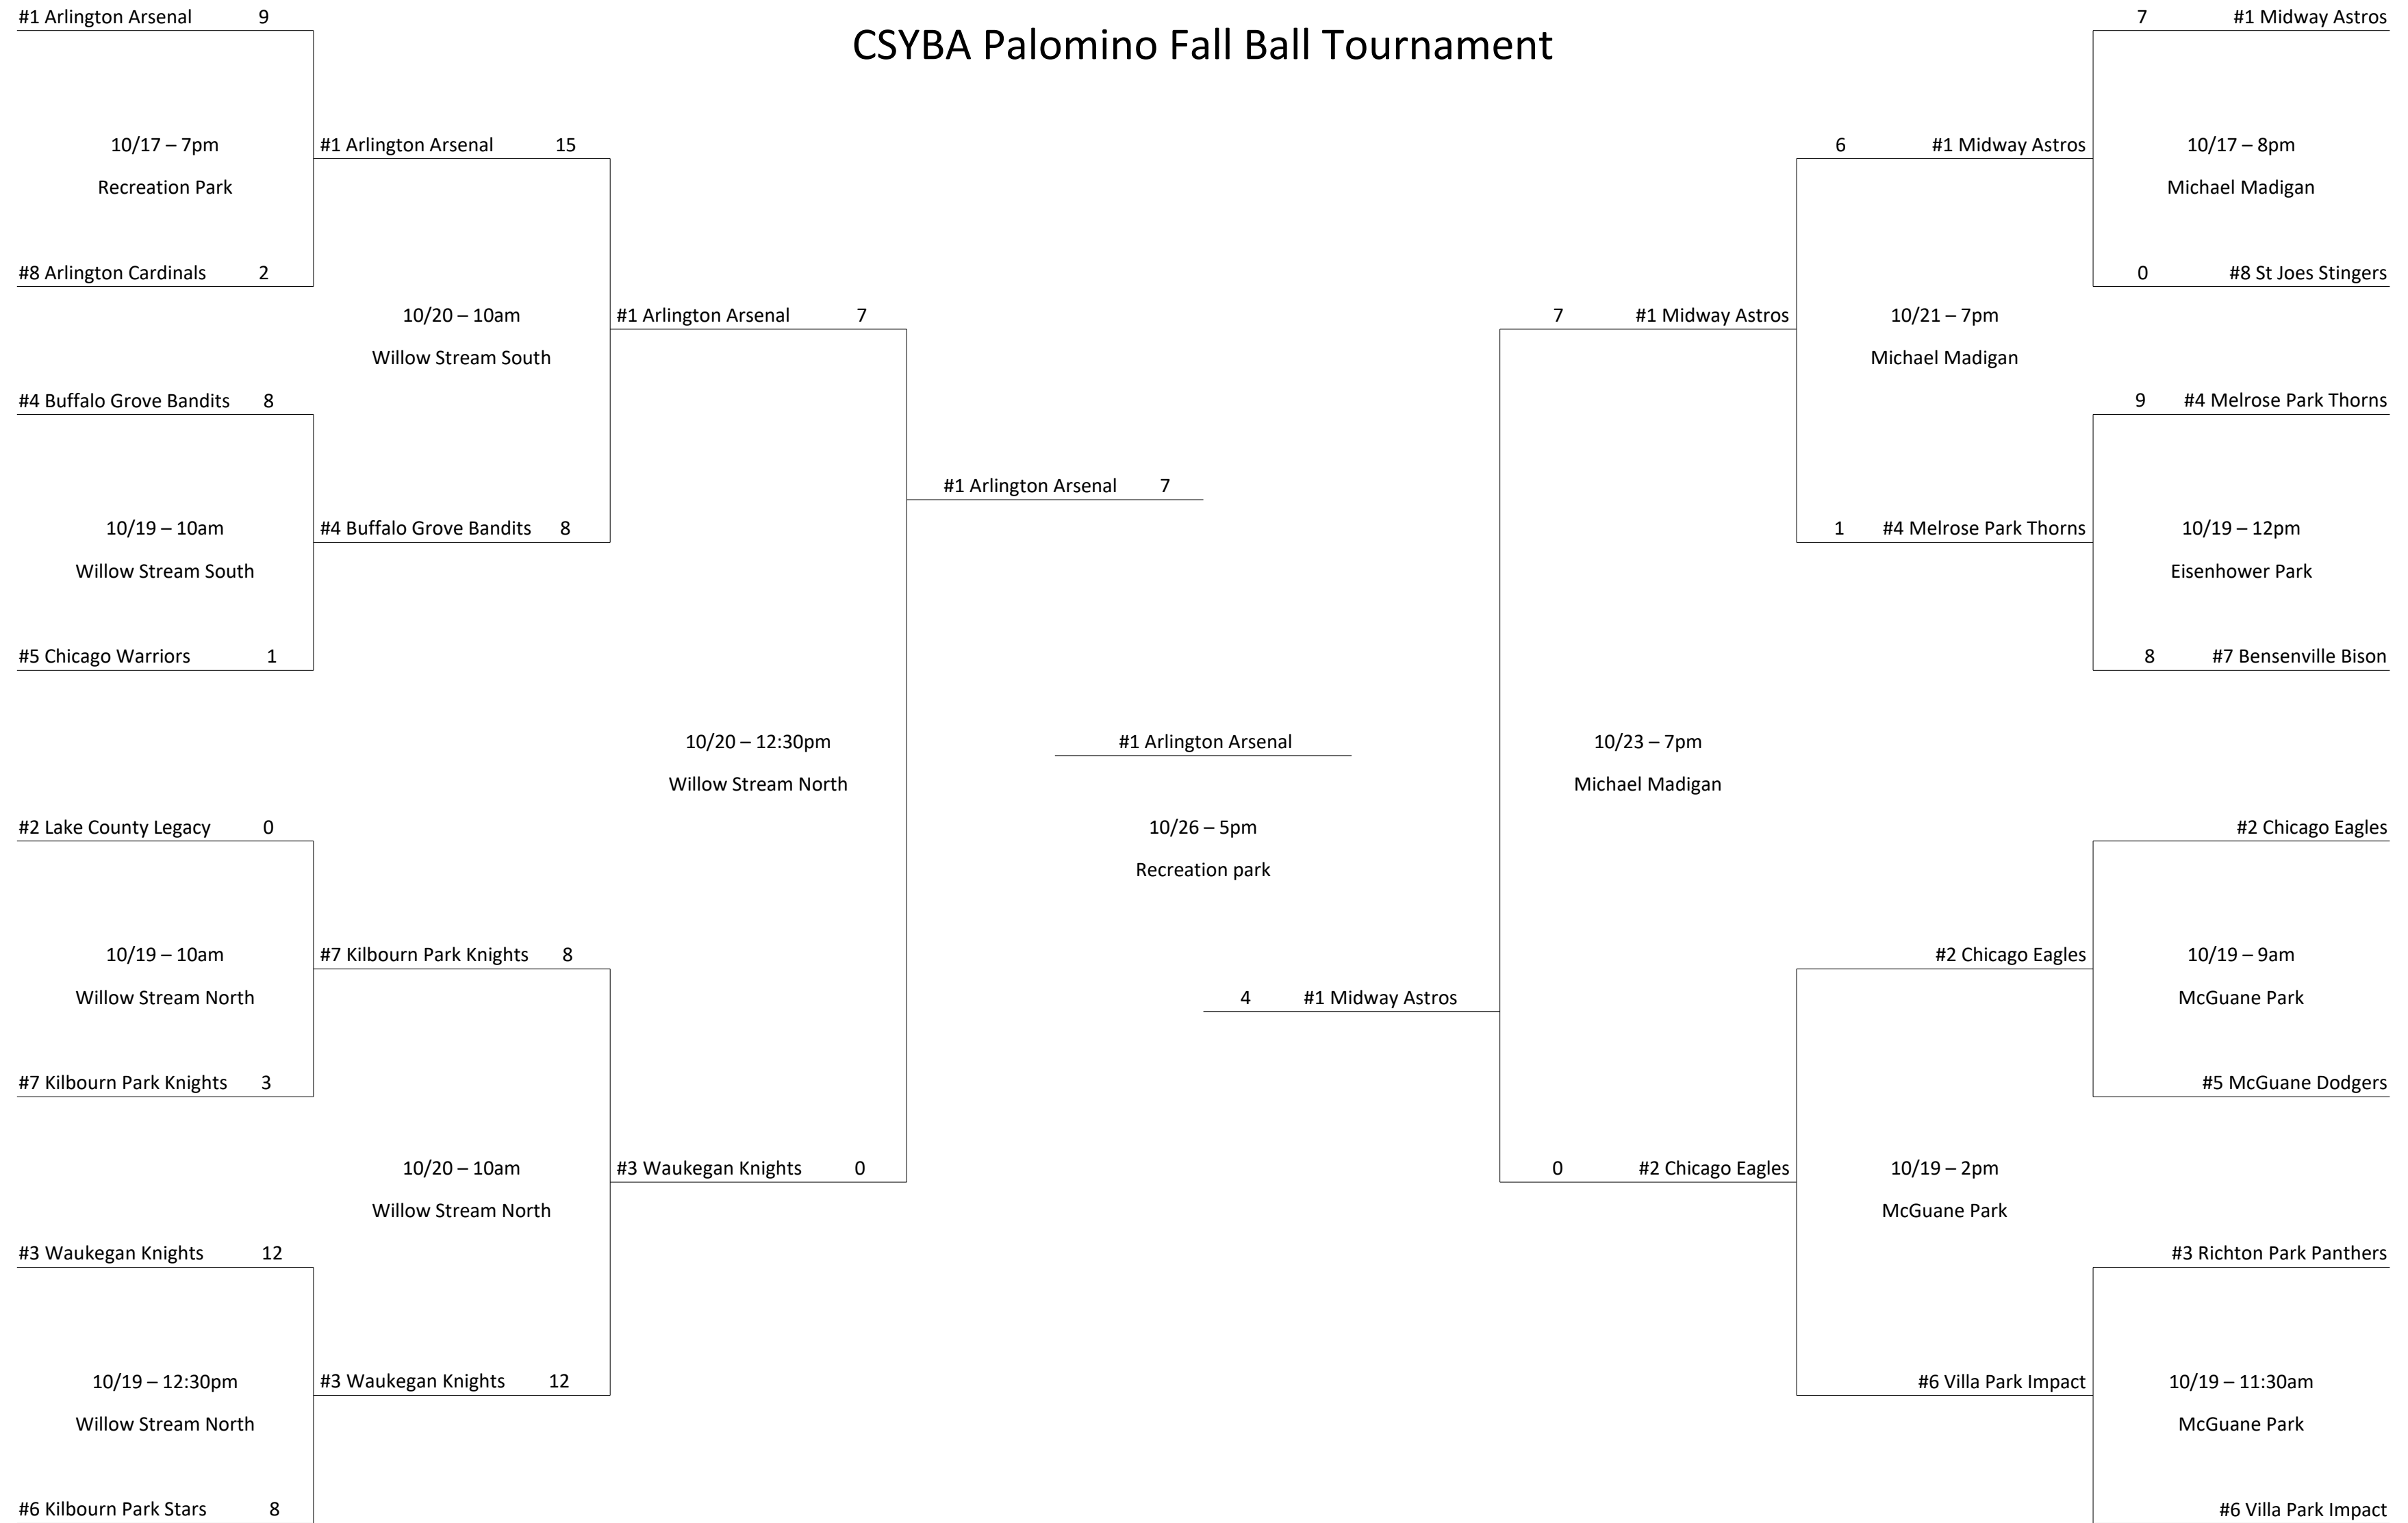 CSYBA Palomino Fall Ball Tournament
#1 Arlington Arsenal 9
10/17 – 7pm
Recreation Park
#8 Arlington Cardinals 2
#4 Buffalo Grove Bandits 8
10/19 – 10am
Willow Stream South
#5 Chicago Warriors 1
#2 Lake County Legacy 0
10/19 – 10am
Willow Stream North
#7 Kilbourn Park Knights 3
#3 Waukegan Knights 12
10/19 – 12:30pm
Willow Stream North
#6 Kilbourn Park Stars 8
#1 Arlington Arsenal 15
10/20 – 10am
Willow Stream South
#4 Buffalo Grove Bandits 8
#7 Kilbourn Park Knights 8
10/20 – 10am
Willow Stream North
#3 Waukegan Knights 12
#1 Arlington Arsenal 7
10/20 – 12:30pm
Willow Stream North
#3 Waukegan Knights 0
#1 Arlington Arsenal 7
#1 Arlington Arsenal
10/26 – 5pm
Recreation park
4 #1 Midway Astros
7 #1 Midway Astros
10/23 – 7pm
Michael Madigan
0 #2 Chicago Eagles
6 #1 Midway Astros
10/21 – 7pm
Michael Madigan
1 #4 Melrose Park Thorns
#2 Chicago Eagles
10/19 – 2pm
McGuane Park
#6 Villa Park Impact
7 #1 Midway Astros
10/17 – 8pm
Michael Madigan
0 #8 St Joes Stingers
9 #4 Melrose Park Thorns
10/19 – 12pm
Eisenhower Park
8 #7 Bensenville Bison
#2 Chicago Eagles
10/19 – 9am
McGuane Park
#5 McGuane Dodgers
#3 Richton Park Panthers
10/19 – 11:30am
McGuane Park
#6 Villa Park Impact